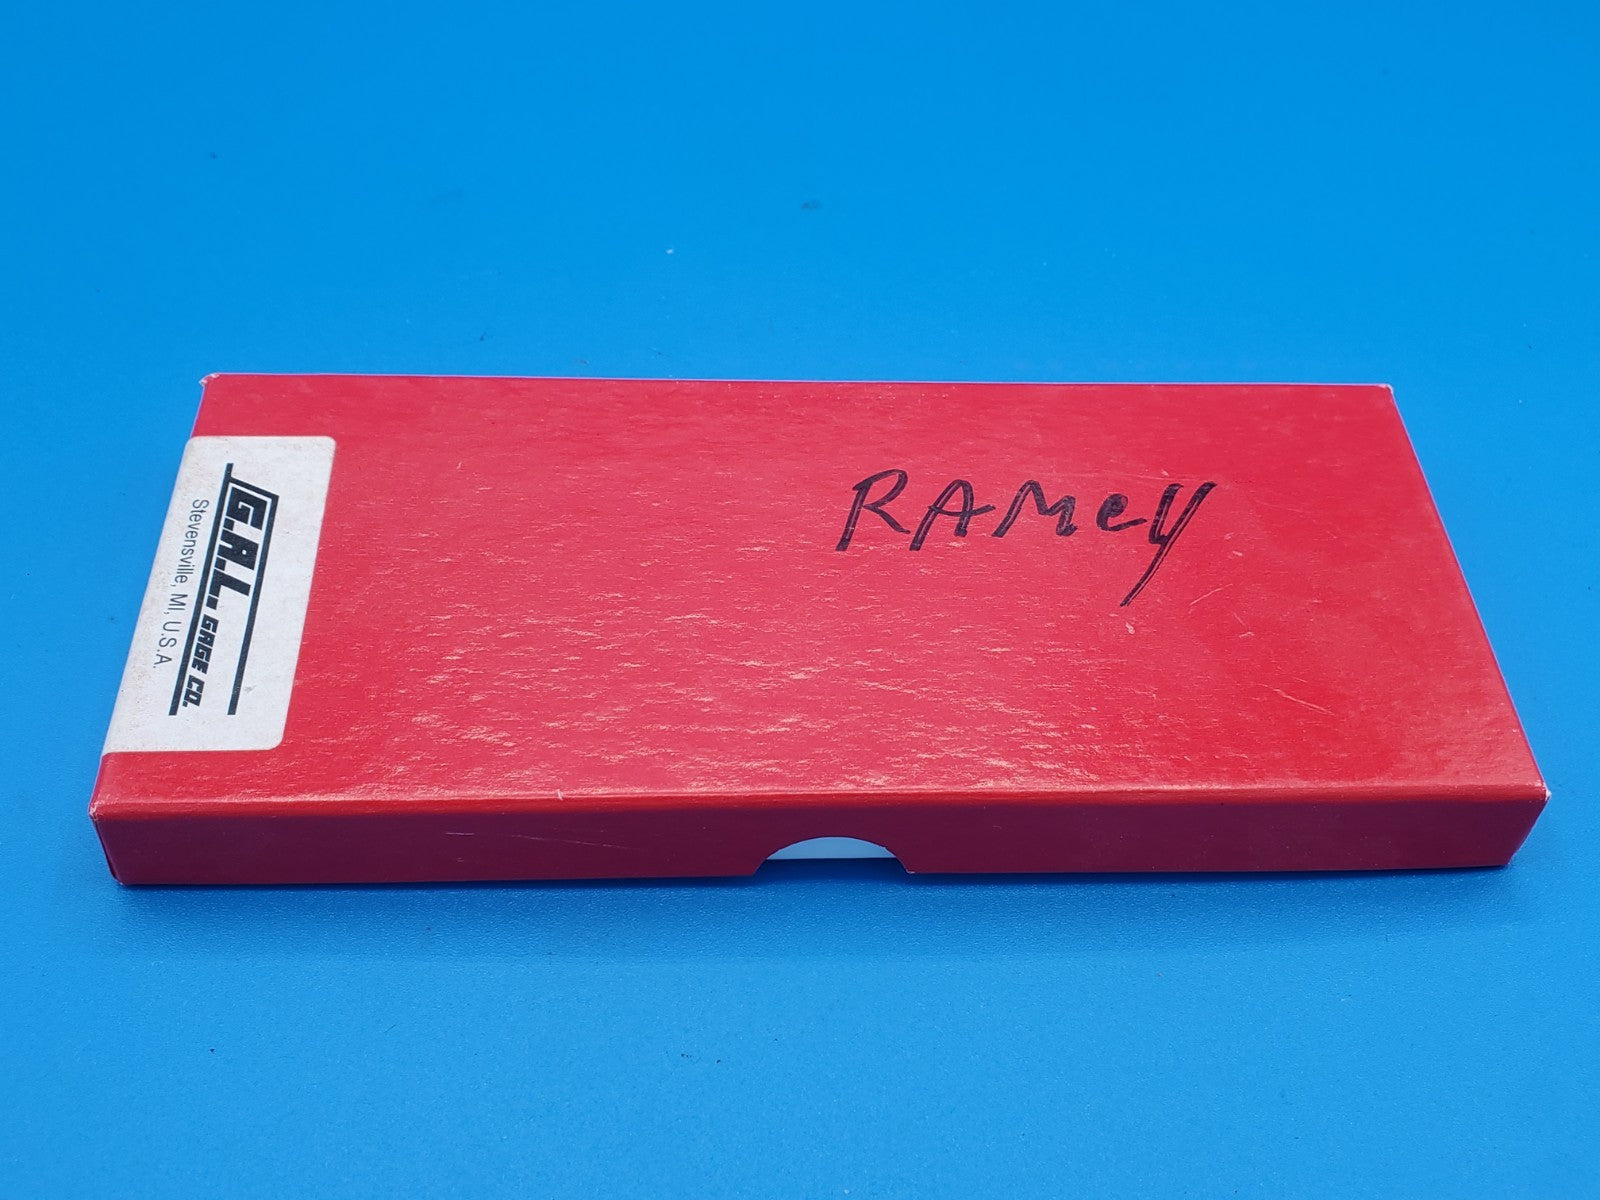 G.A.L. GAGE CO.
Stevensville, MI, U.S.A.
RAMey